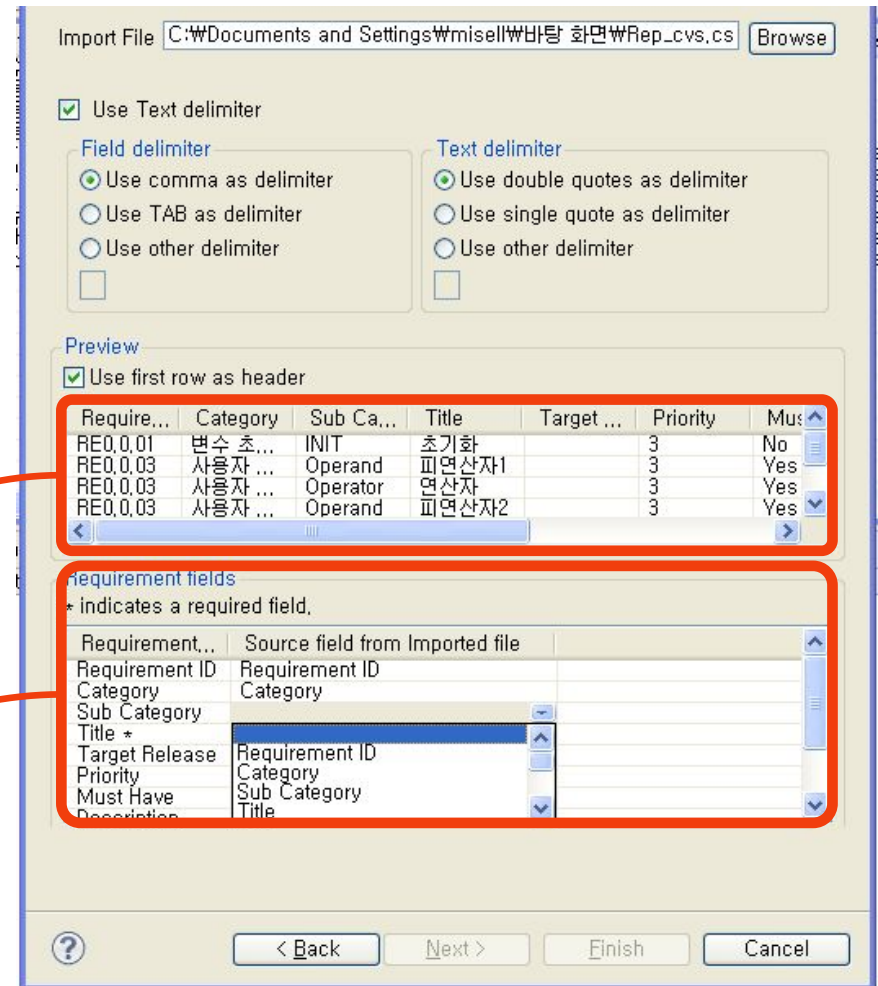 Import File C:₩Documents and Settings₩misell₩바탕 화면₩Rep_cvs.cs Browse
Use Text delimiter
Field delimiter Text delimiter
Use comma as delimiter Use double quotes as delimiter
Use TAB as delimiter Use single quote as delimiter
Use other delimiter Use other delimiter
Preview
Use first row as header
Require... Category Sub Ca... Title Target ... Priority Mus
RE0.0.01 변수 초... INIT 초기화 3 No
RE0.0.03 사용자 ... Operand 피연산자1 3 Yes
RE0.0.03 사용자 ... Operator 연산자 3 Yes
RE0.0.03 사용자 ... Operand 피연산자2 3 Yes
Requirement fields
* indicates a required field.
Requirement... Source field from Imported file
Requirement ID Requirement ID
Category Category
Sub Category
Title *
Target Release Requirement ID
Priority Category
Must Have Sub Category
Description Title
? < Back Next > Finish Cancel